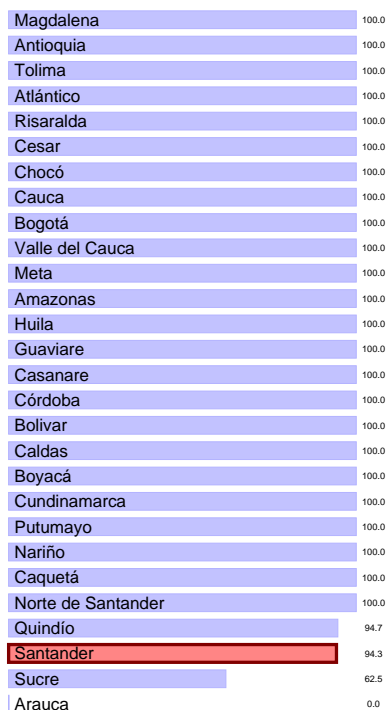 Magdalena 100.0
Antioquia 100.0
Tolima 100.0
Atlántico 100.0
Risaralda 100.0
Cesar 100.0
Chocó 100.0
Cauca 100.0
Bogotá 100.0
Valle del Cauca 100.0
Meta 100.0
Amazonas 100.0
Huila 100.0
Guaviare 100.0
Casanare 100.0
Córdoba 100.0
Bolivar 100.0
Caldas 100.0
Boyacá 100.0
Cundinamarca 100.0
Putumayo 100.0
Nariño 100.0
Caquetá 100.0
Norte de Santander 100.0
Quindío 94.7
Santander 94.3
Sucre 62.5
Arauca 0.0